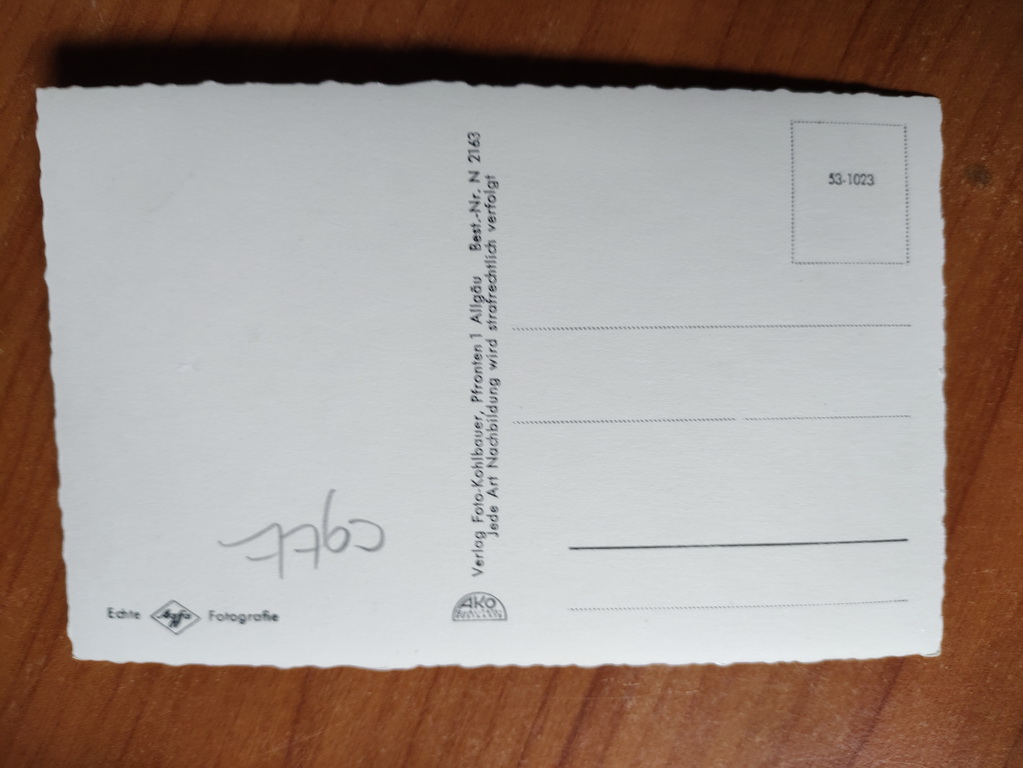 53-1023
Verlag Foto-Kohlbauer, Pfronten 1 Allgäu Best.-Nr. N 2163
Jede Art Nachbildung wird strafrechtlich verfolgt
AKO
Echte Agfa Fotografie